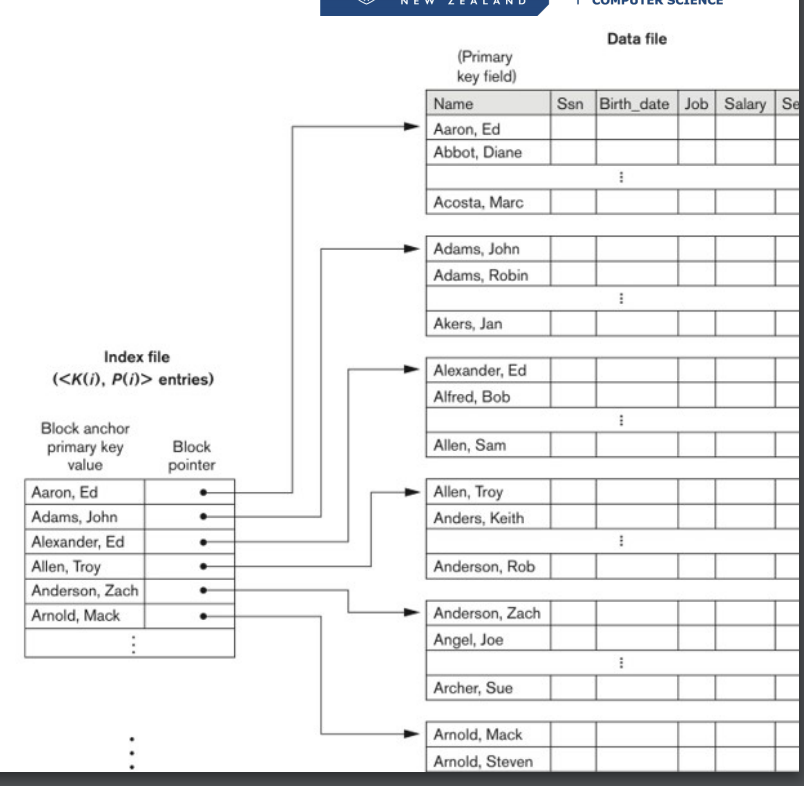 NEW ZEALAND
COMPUTER SCIENCE
Data file
(Primary
key field)
Name Ssn Birth_date Job Salary Se
Aaron, Ed
Abbot, Diane
⋮
Acosta, Marc
Adams, John
Adams, Robin
⋮
Akers, Jan
Alexander, Ed
Alfred, Bob
⋮
Allen, Sam
Allen, Troy
Anders, Keith
⋮
Anderson, Rob
Anderson, Zach
Angel, Joe
⋮
Archer, Sue
Arnold, Mack
Arnold, Steven
Index file
(<K(i), P(i)> entries)
Block anchor
primary key
value
Block
pointer
Aaron, Ed
Adams, John
Alexander, Ed
Allen, Troy
Anderson, Zach
Arnold, Mack
⋮
⋮